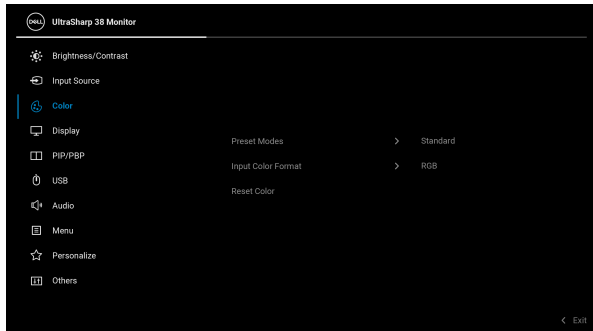 DELL UltraSharp 38 Monitor
Brightness/Contrast
Input Source
Color
Display
Preset Modes > Standard
PIP/PBP
Input Color Format > RGB
USB
Reset Color
Audio
Menu
Personalize
Others
< Exit